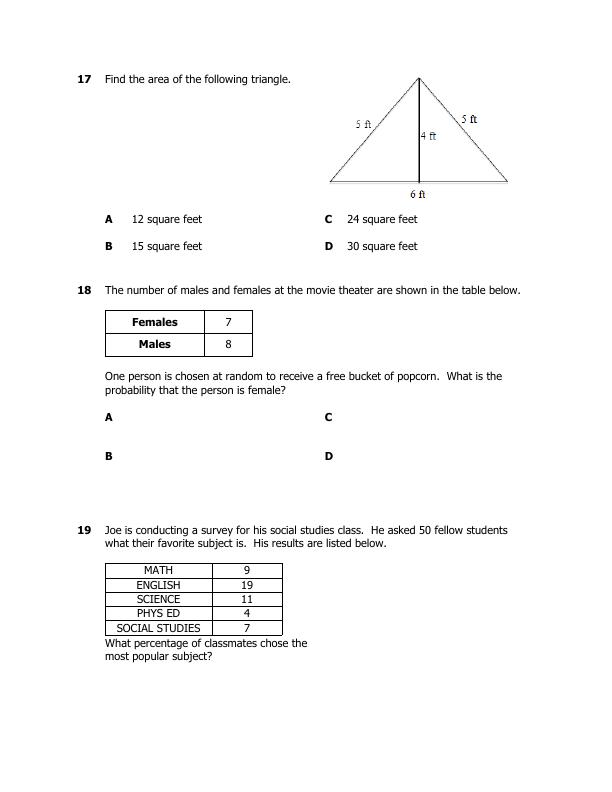 17 Find the area of the following triangle.
5 ft
5 ft
4 ft
6 ft
A 12 square feet C 24 square feet
B 15 square feet D 30 square feet
18 The number of males and females at the movie theater are shown in the table below.
Females 7
Males 8
One person is chosen at random to receive a free bucket of popcorn. What is the
probability that the person is female?
A C
B D
19 Joe is conducting a survey for his social studies class. He asked 50 fellow students
what their favorite subject is. His results are listed below.
MATH 9
ENGLISH 19
SCIENCE 11
PHYS ED 4
SOCIAL STUDIES 7
What percentage of classmates chose the
most popular subject?